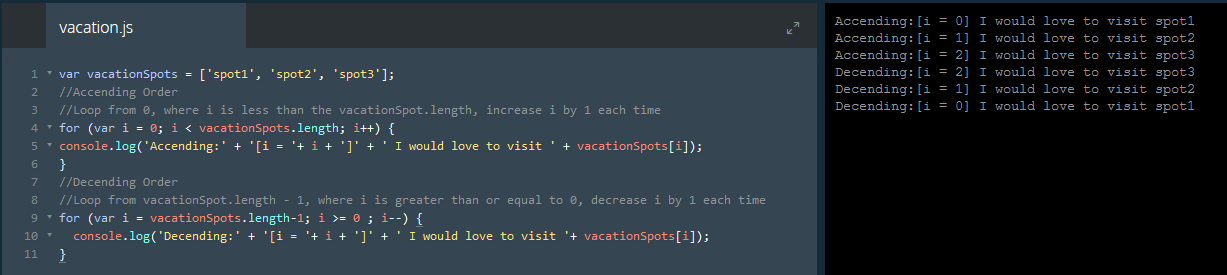 vacation.js
1 var vacationSpots = ['spot1', 'spot2', 'spot3'];
2 //Accending Order
3 //Loop from 0, where i is less than the vacationSpot.length, increase i by 1 each time
4 for (var i = 0; i < vacationSpots.length; i++) {
5 console.log('Accending:' + '[i = '+ i + ']' + ' I would love to visit ' + vacationSpots[i]);
6 }
7 //Decending Order
8 //Loop from vacationSpot.length - 1, where i is greater than or equal to 0, decrease i by 1 each time
9 for (var i = vacationSpots.length-1; i >= 0 ; i--) {
10 console.log('Decending:' + '[i = '+ i + ']' + ' I would love to visit '+ vacationSpots[i]);
11 }
Accending:[i = 0] I would love to visit spot1
Accending:[i = 1] I would love to visit spot2
Accending:[i = 2] I would love to visit spot3
Decending:[i = 2] I would love to visit spot3
Decending:[i = 1] I would love to visit spot2
Decending:[i = 0] I would love to visit spot1